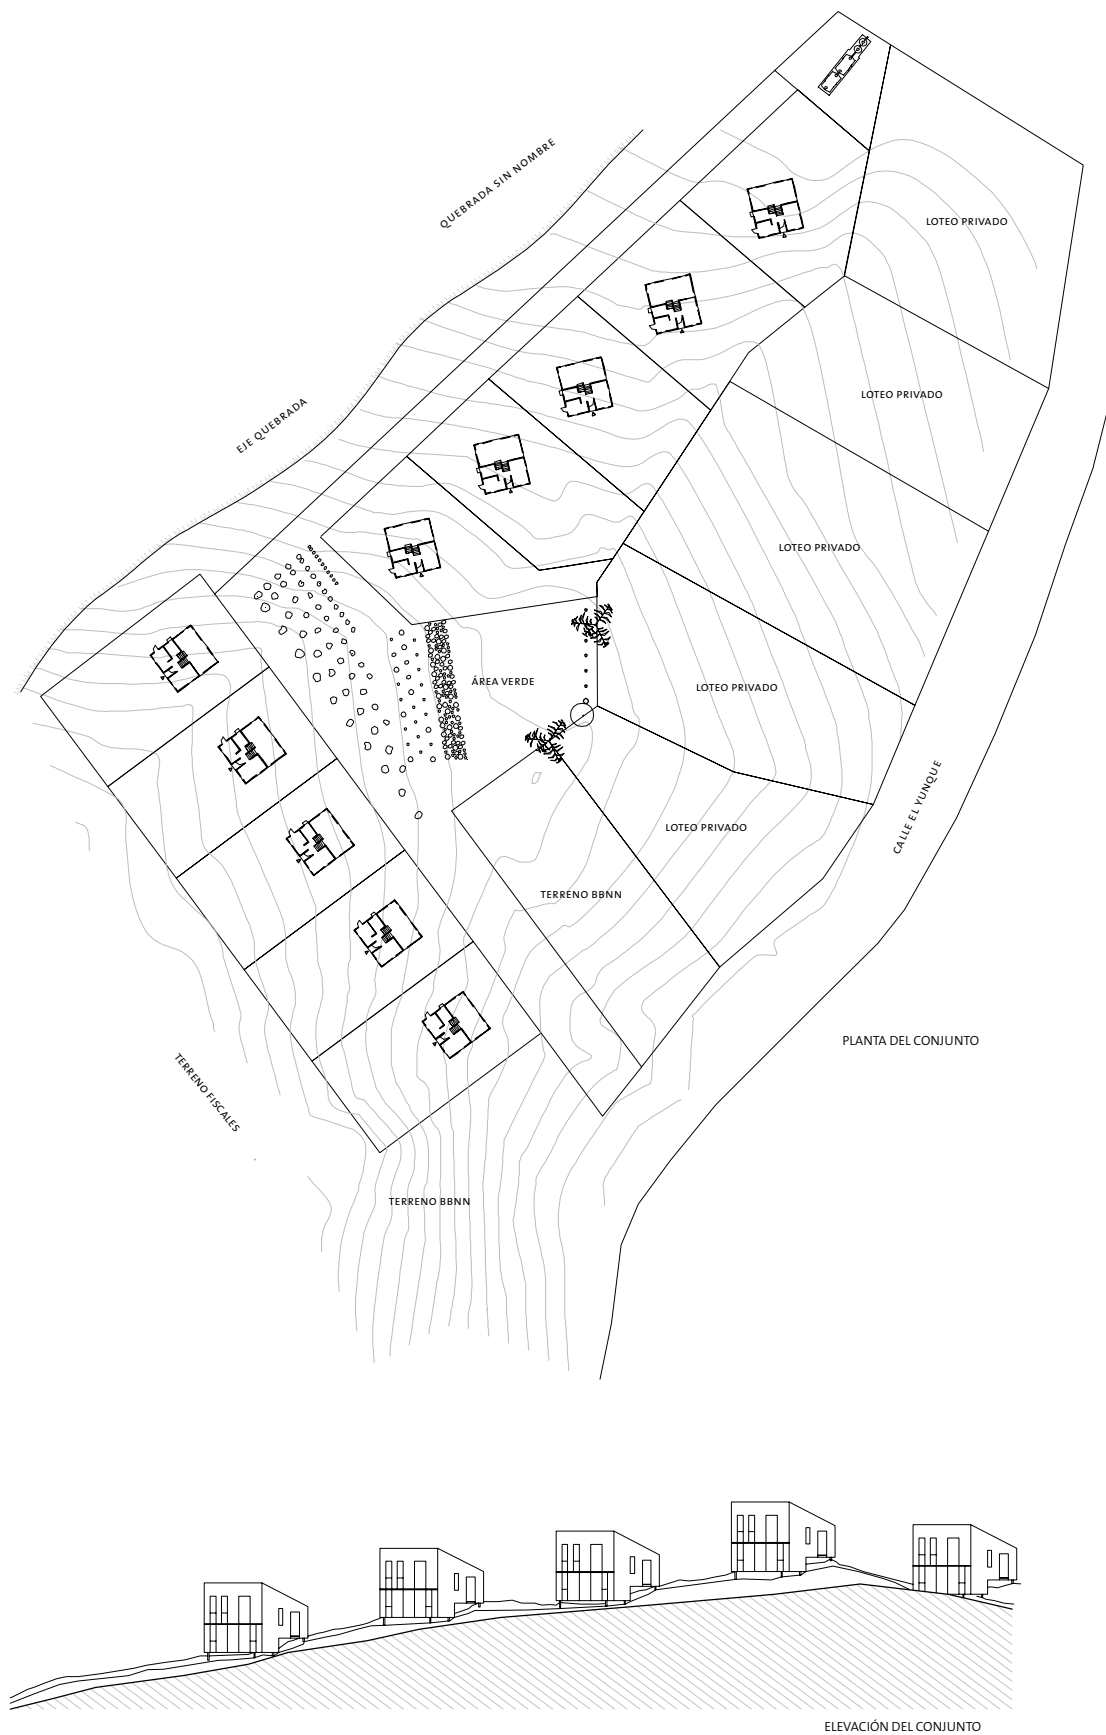 QUEBRADA SIN NOMBRE
LOTEO PRIVADO
EJE QUEBRADA
LOTEO PRIVADO
LOTEO PRIVADO
ÁREA VERDE
LOTEO PRIVADO
LOTEO PRIVADO
CALLE EL YUNQUE
TERRENO BBNN
PLANTA DEL CONJUNTO
TERRENO FISCALES
TERRENO BBNN
ELEVACIÓN DEL CONJUNTO